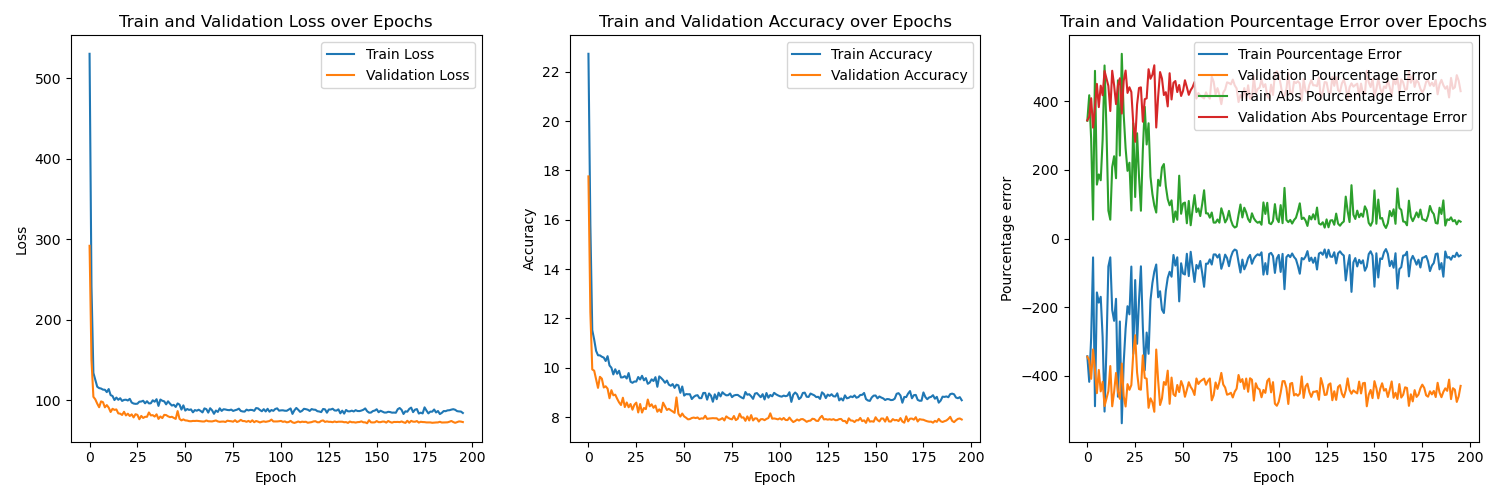 Train and Validation Loss over Epochs
Train Loss
Validation Loss
500
400
300
200
100
Loss
0
25
50
75
100
125
150
175
200
Epoch
Train and Validation Accuracy over Epochs
Train Accuracy
Validation Accuracy
22
20
18
16
14
12
10
8
Accuracy
0
25
50
75
100
125
150
175
200
Epoch
Train and Validation Pourcentage Error over Epochs
Train Pourcentage Error
Validation Pourcentage Error
Train Abs Pourcentage Error
Validation Abs Pourcentage Error
400
200
0
−200
−400
Pourcentage error
0
25
50
75
100
125
150
175
200
Epoch